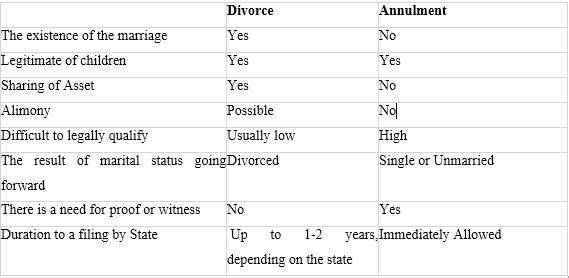 Divorce Annulment
The existence of the marriage Yes No
Legitimate of children Yes Yes
Sharing of Asset Yes No
Alimony Possible No
Difficult to legally qualify Usually low High
The result of marital status going Divorced Single or Unmarried
forward
There is a need for proof or witness No Yes
Duration to a filing by State Up to 1-2 years, Immediately Allowed
depending on the state